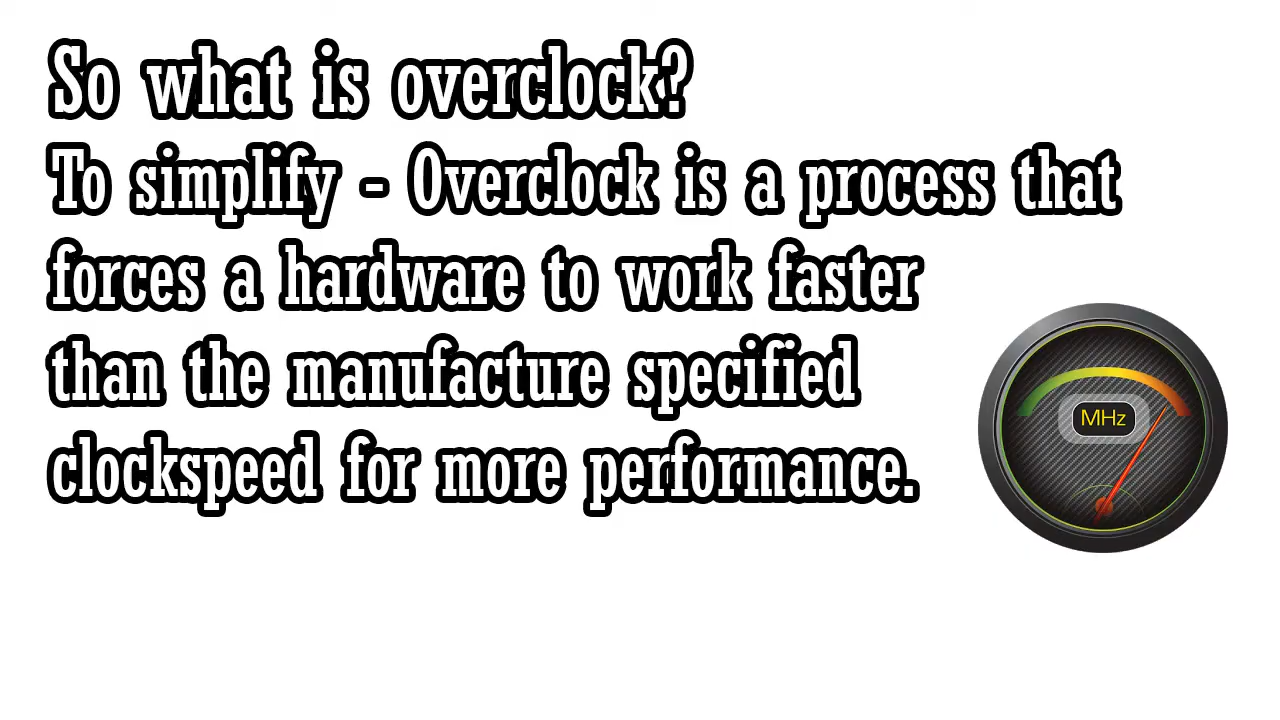 So what is overclock?
To simplify - Overclock is a process that
forces a hardware to work faster
than the manufacture specified
clockspeed for more performance.
MHz